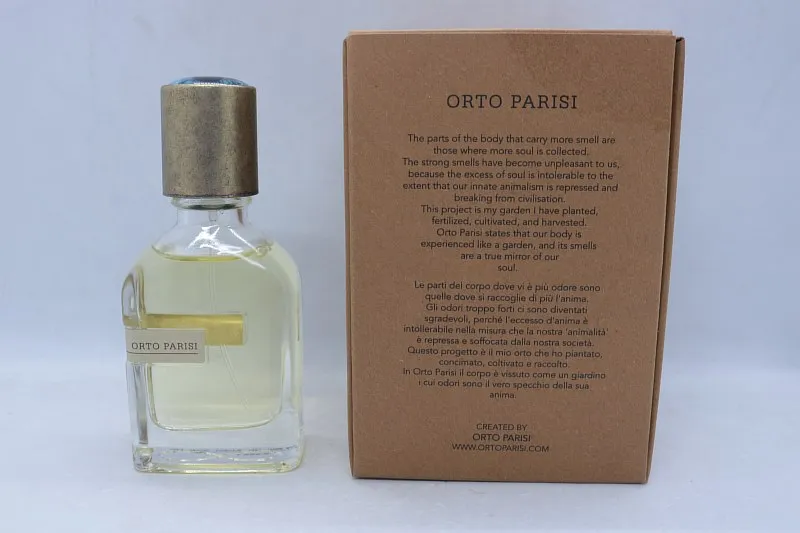 ORTO PARISI
ORTO PARISI
The parts of the body that carry more smell are
those where more soul is collected.
The strong smells have become unpleasant to us,
because the excess of soul is intolerable to the
extent that our innate animalism is repressed and
breaking from civilisation.
This project is my garden I have planted,
fertilized, cultivated, and harvested.
Orto Parisi states that our body is
experienced like a garden, and its smells
are a true mirror of our
soul.
Le parti del corpo dove vi è più odore sono
quelle dove si raccoglie di più l'anima.
Gli odori troppo forti ci sono diventati
sgradevoli, perché l'eccesso d'anima è
intollerabile nella misura che la nostra 'animalità'
è repressa e soffocata dalla nostra società.
Questo progetto è il mio orto che ho piantato,
concimato, coltivato e raccolto.
In Orto Parisi il corpo è vissuto come un giardino
i cui odori sono il vero specchio della sua
anima.
CREATED BY
ORTO PARISI
WWW.ORTOPARISI.COM